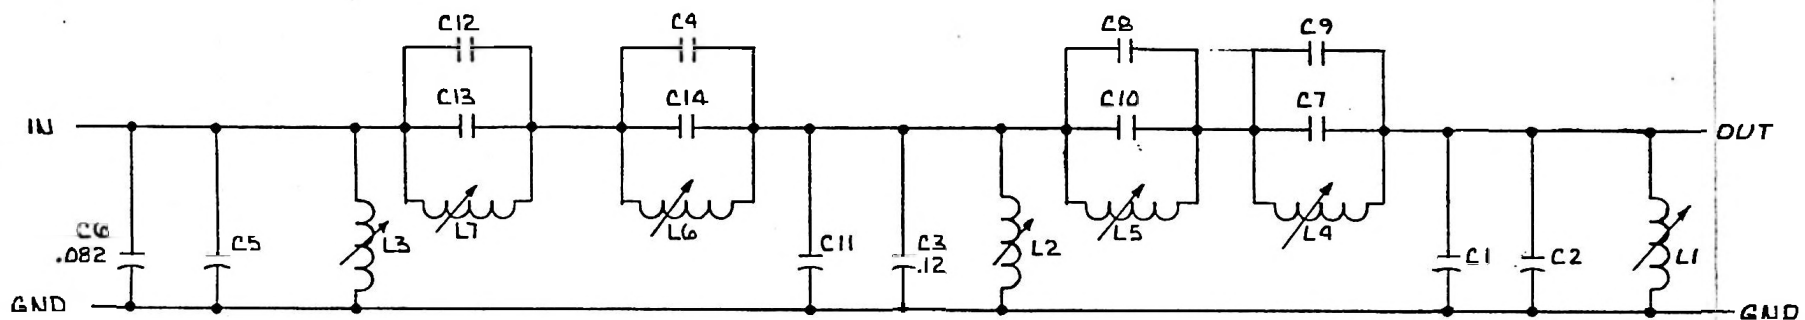 C12 C4 C8 C9
C13 C14 C10 C7
IN OUT
L7 L6 L5 L4
C6
.082
C5
L3
C11
C3
.12
L2
C1
C2
L1
GND GND